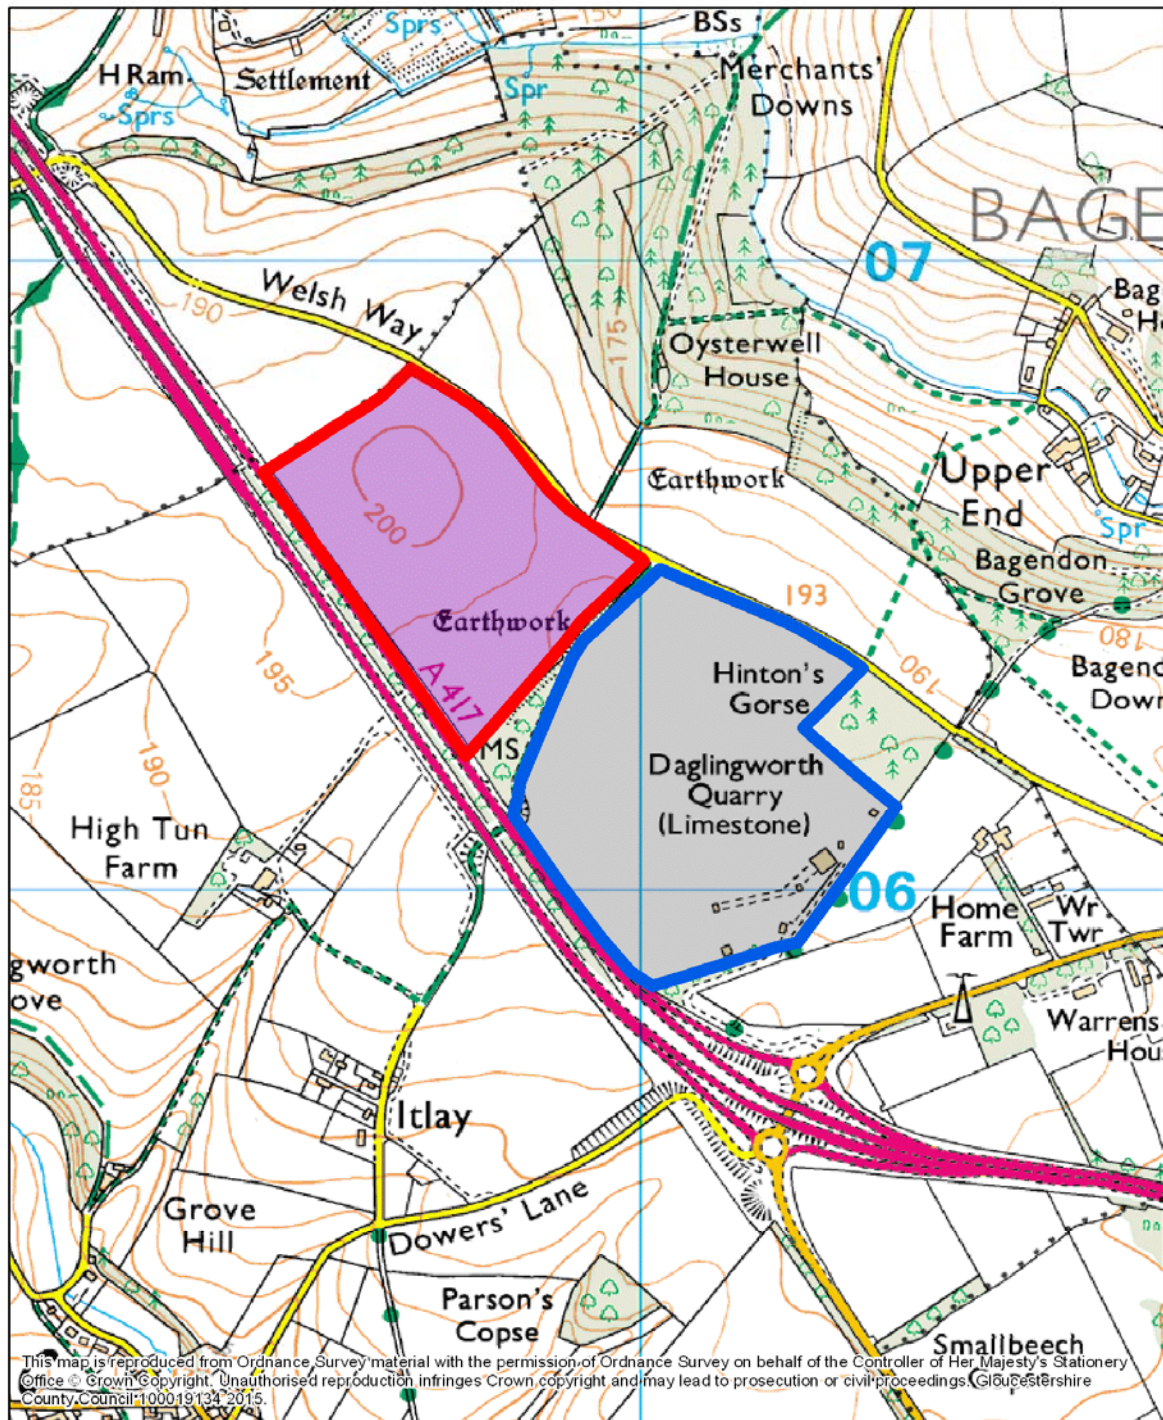 Sprs
BSs
H Ram
Settlement
Sprs
Spr
Merchants'
Downs
BAGE
07
Welsh Way
190
175
Oysterwell
House
Bag
H
Earthwork
Upper
End
200
Spr
Bagendon
Grove
193
Earthwork
180
A417
195
190
Hinton's
Gorse
Bagend
Down
MS
190
185
Daglingworth
Quarry
(Limestone)
High Tun
Farm
06
Home
Farm
Wr
Twr
gworth
ove
Warrens
Hou
Itlay
Grove
Hill
Dowers' Lane
Parson's
Copse
Smallbeech
This map is reproduced from Ordnance Survey material with the permission of Ordnance Survey on behalf of the Controller of Her Majesty's Stationery
Office © Crown Copyright. Unauthorised reproduction infringes Crown copyright and may lead to prosecution or civil proceedings. Gloucestershire
County Council 100019134 2015.